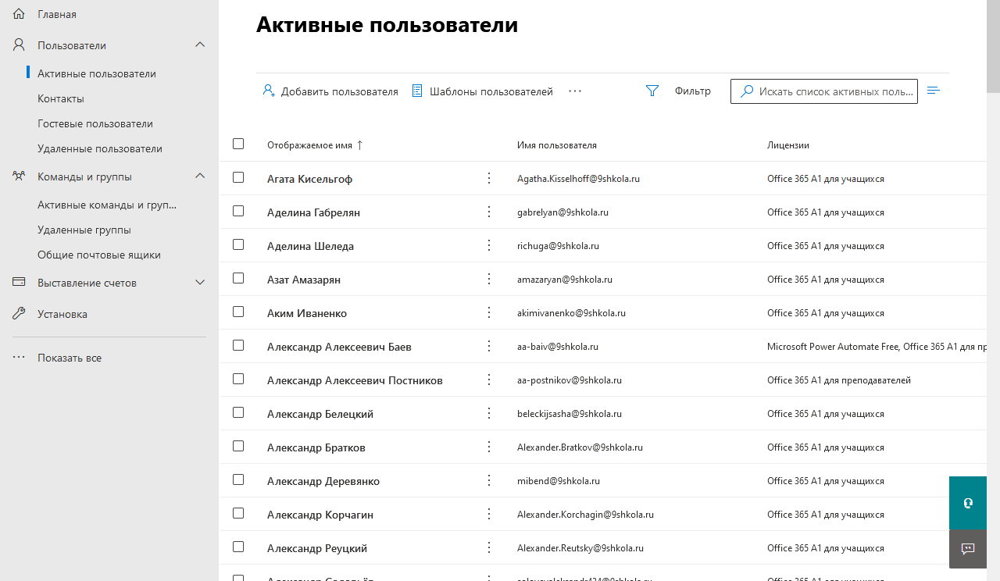 Главная
Пользователи
Активные пользователи
Контакты
Гостевые пользователи
Удаленные пользователи
Команды и группы
Активные команды и груп...
Удаленные группы
Общие почтовые ящики
Выставление счетов
Установка
Показать все
Активные пользователи
Добавить пользователя Шаблоны пользователей Фильтр Искать список активных поль...
Отображаемое имя ↑ Имя пользователя Лицензии
Агата Кисельгоф Agatha.Kisselhoff@9shkola.ru Office 365 A1 для учащихся
Аделина Габрелян gabrelyan@9shkola.ru Office 365 A1 для учащихся
Аделина Шеледа richuga@9shkola.ru Office 365 A1 для учащихся
Азат Амазарян amazaryan@9shkola.ru Office 365 A1 для учащихся
Аким Иваненко akimivanenko@9shkola.ru Office 365 A1 для учащихся
Александр Алексеевич Баев aa-baiv@9shkola.ru Microsoft Power Automate Free, Office 365 A1 для пр
Александр Алексеевич Постников aa-postnikov@9shkola.ru Office 365 A1 для преподавателей
Александр Белецкий beleckijsasha@9shkola.ru Office 365 A1 для учащихся
Александр Братков Alexander.Bratkov@9shkola.ru Office 365 A1 для учащихся
Александр Деревянко mibend@9shkola.ru Office 365 A1 для учащихся
Александр Корчагин Alexander.Korchagin@9shkola.ru Office 365 A1 для учащихся
Александр Реуцкий Alexander.Reutsky@9shkola.ru Office 365 A1 для учащихся
Александр Office 365 A1 для учащихся